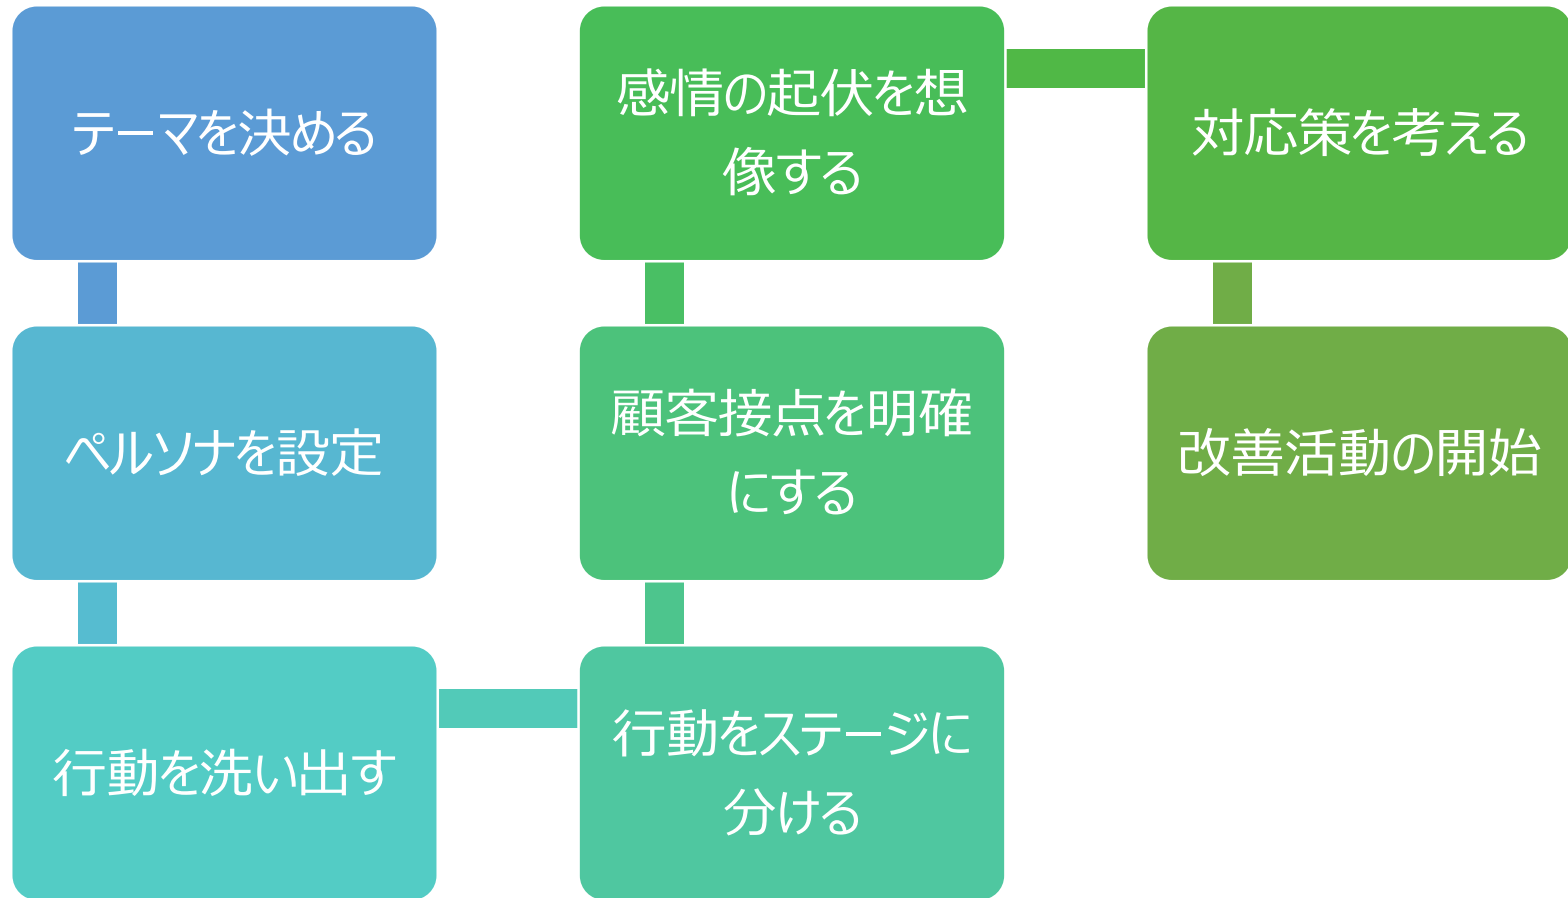 テーマを決める
ペルソナを設定
行動を洗い出す
行動をステージに
分ける
顧客接点を明確
にする
感情の起伏を想
像する
対応策を考える
改善活動の開始